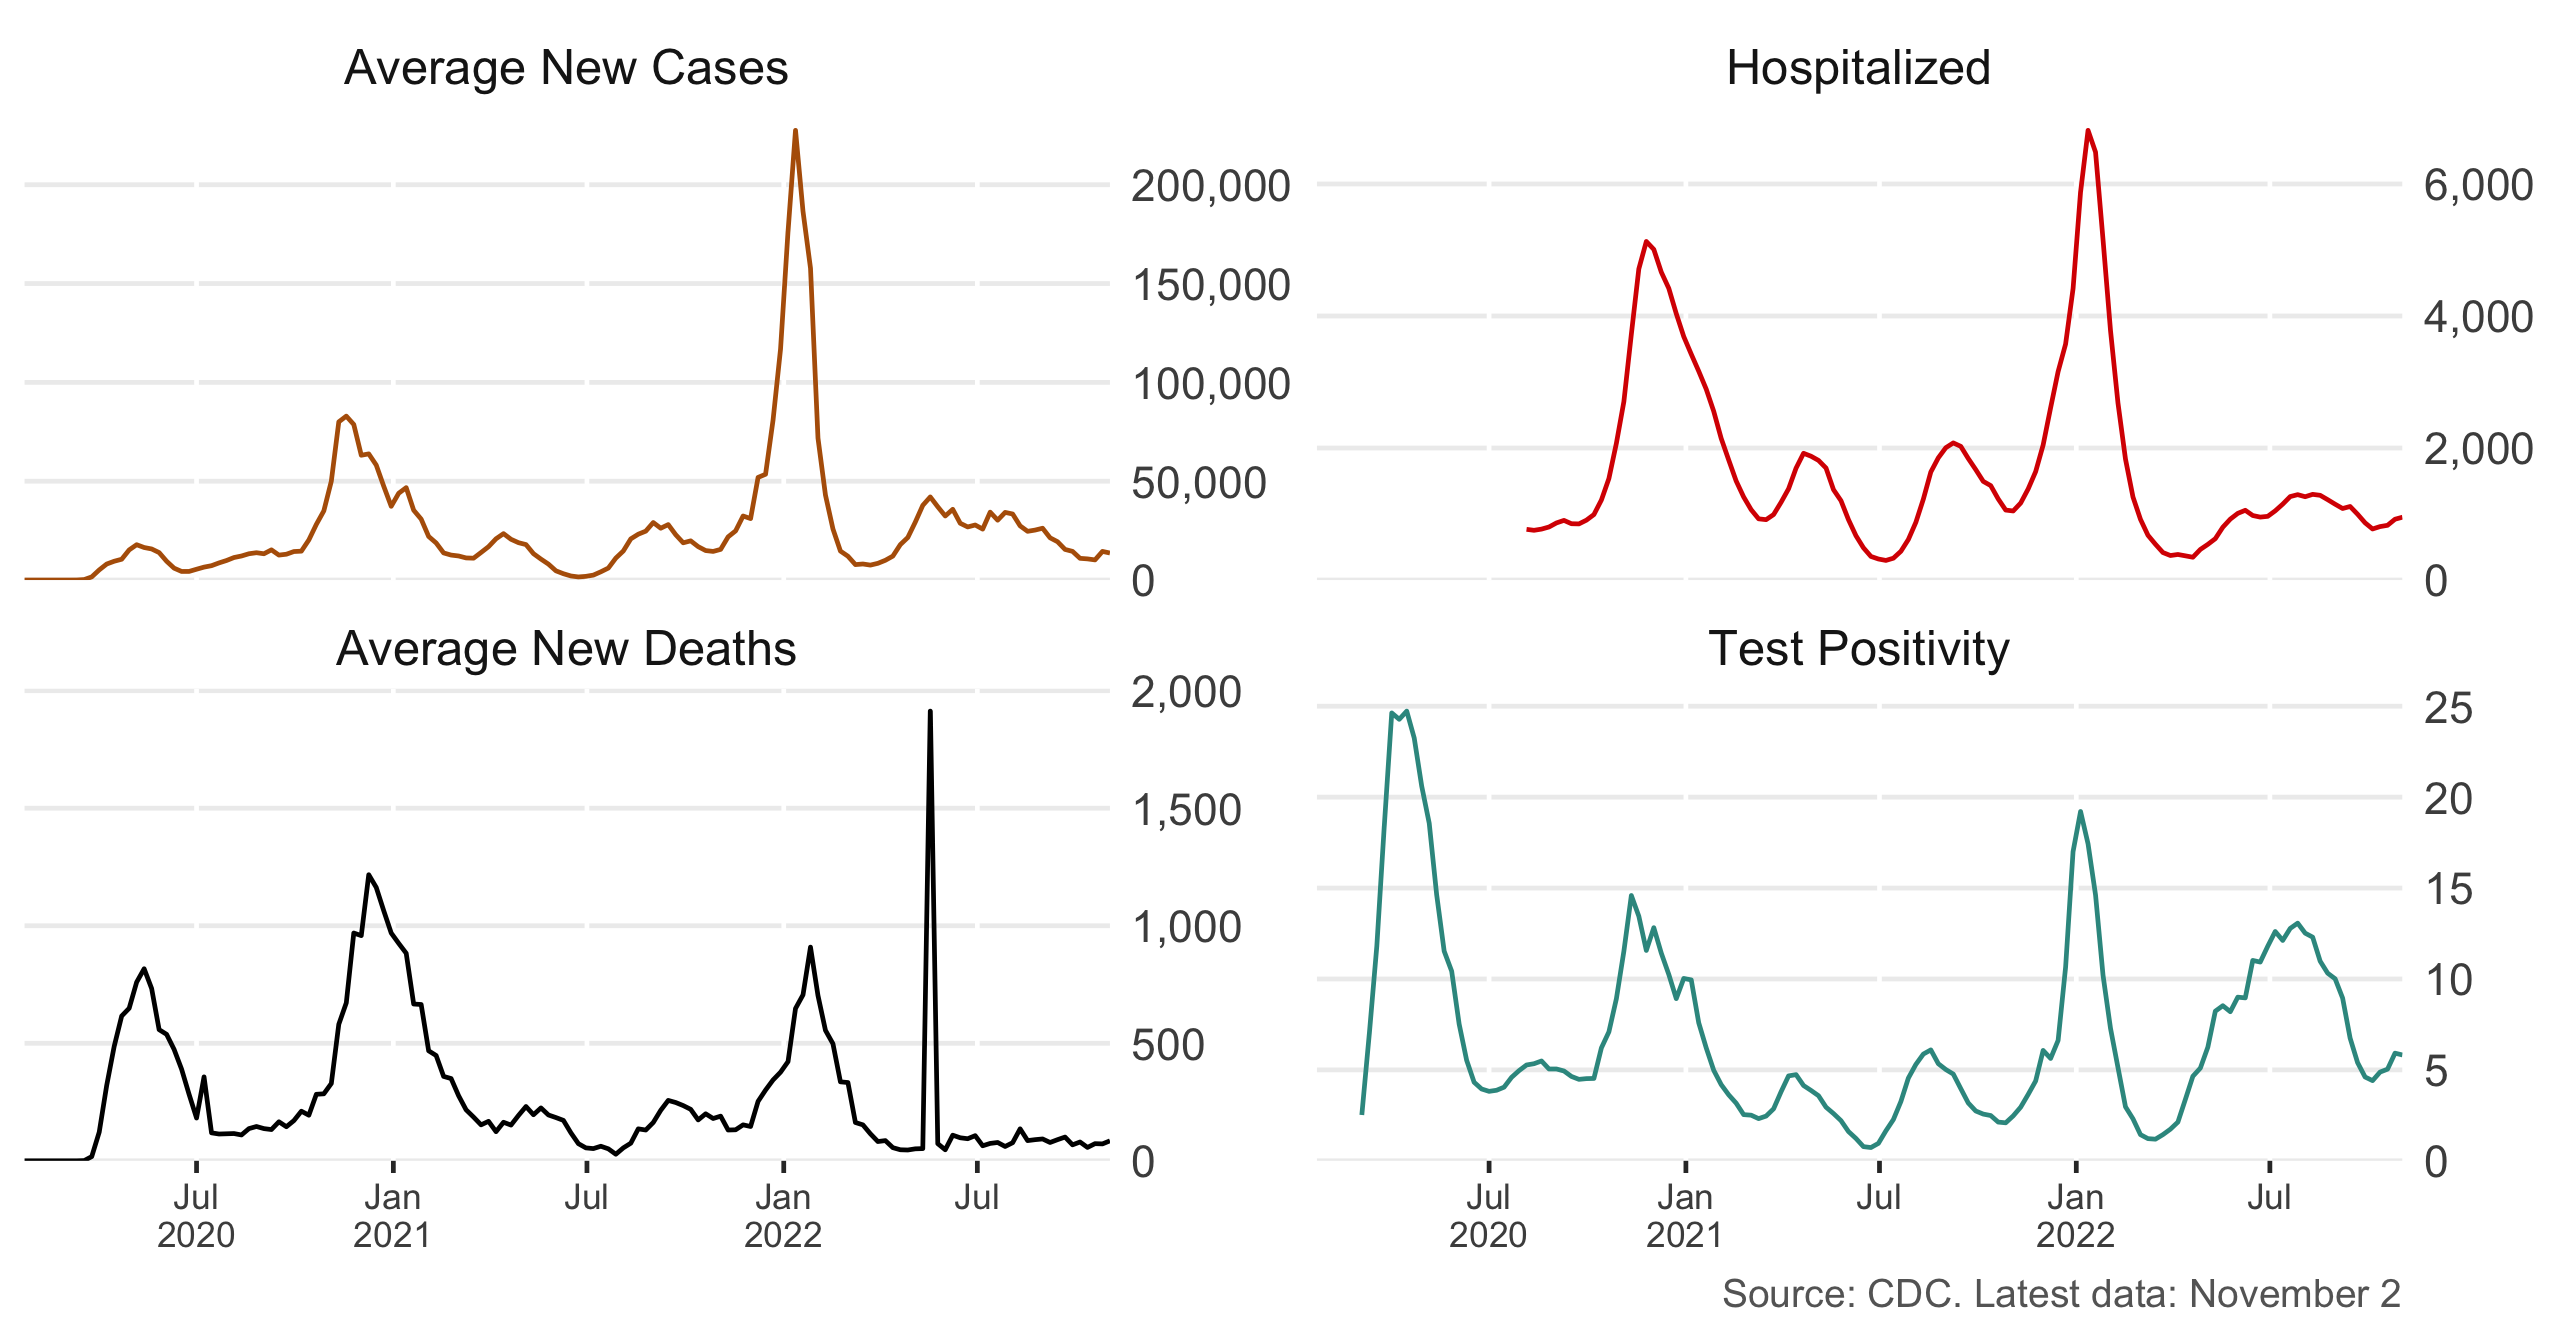 Average New Cases
200,000
150,000
100,000
50,000
0
Hospitalized
6,000
4,000
2,000
0
Average New Deaths
2,000
1,500
1,000
500
0
Jul Jan Jul Jan Jul
2020 2021 2022
Test Positivity
25
20
15
10
5
0
Jul Jan Jul Jan Jul
2020 2021 2022
Source: CDC. Latest data: November 2